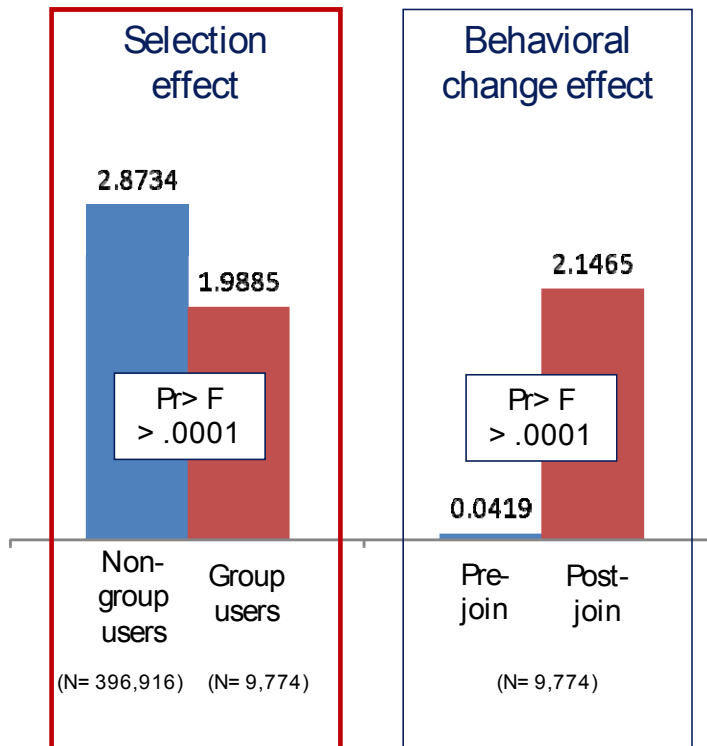 Selection
effect
2.8734
1.9885
Pr> F
> .0001
Non-
group
users
Group
users
(N= 396,916)
(N= 9,774)
Behavioral
change effect
2.1465
Pr> F
> .0001
0.0419
Pre-
join
Post-
join
(N= 9,774)